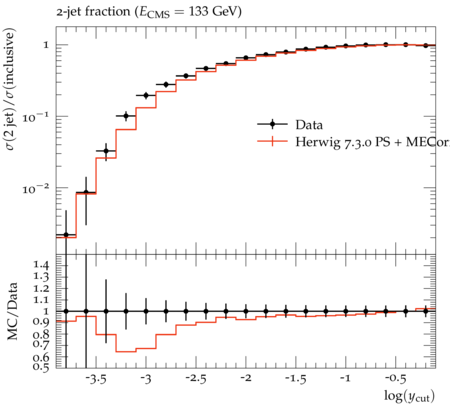 2-jet fraction (E_CMS = 133 GeV)
σ(2 jet)/σ(inclusive)
1
10⁻¹
10⁻²
Data
Herwig 7.3.0 PS + MECor
MC/Data
1.4
1.3
1.2
1.1
1
0.9
0.8
0.7
0.6
0.5
-3.5 -3 -2.5 -2 -1.5 -1 -0.5
log(y_cut)